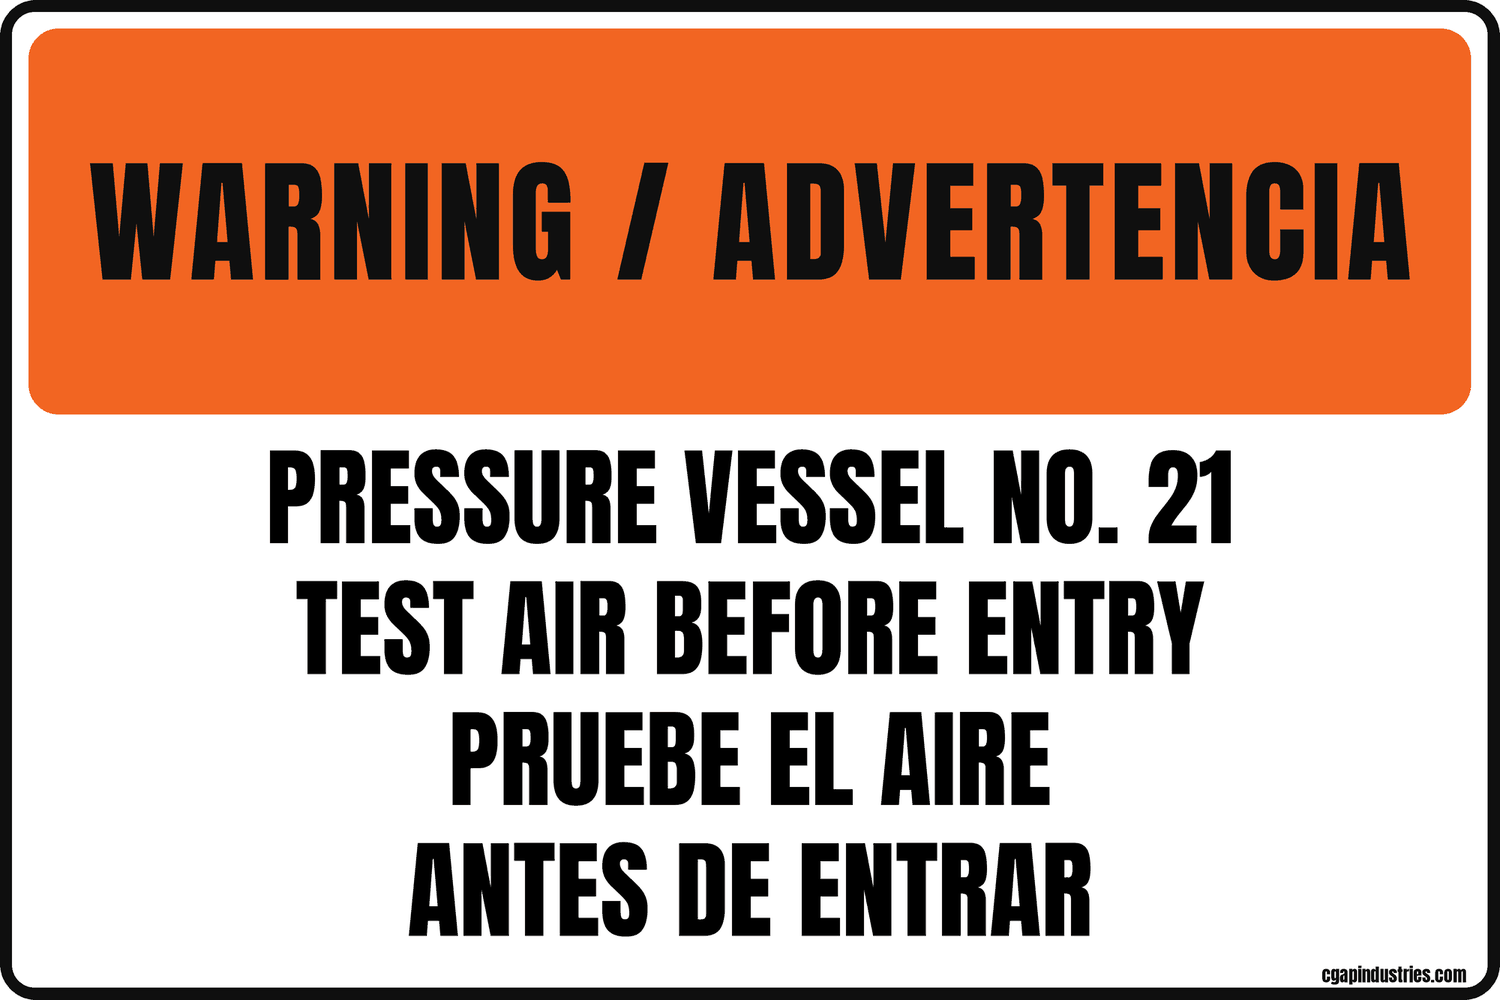 WARNING / ADVERTENCIA
PRESSURE VESSEL NO. 21
TEST AIR BEFORE ENTRY
PRUEBE EL AIRE
ANTES DE ENTRAR
cgapindustries.com